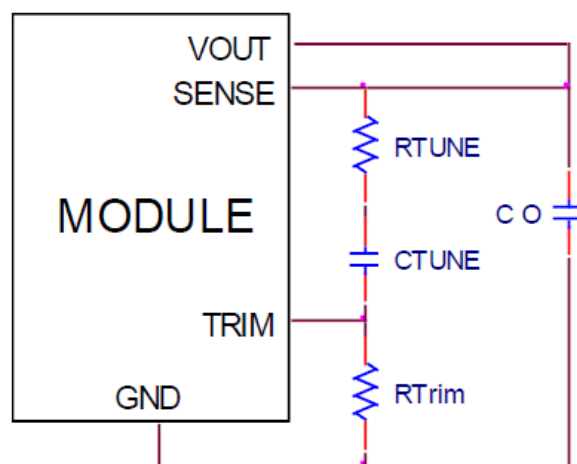 VOUT
SENSE
RTUNE
MODULE
C O
CTUNE
TRIM
GND
RTrim